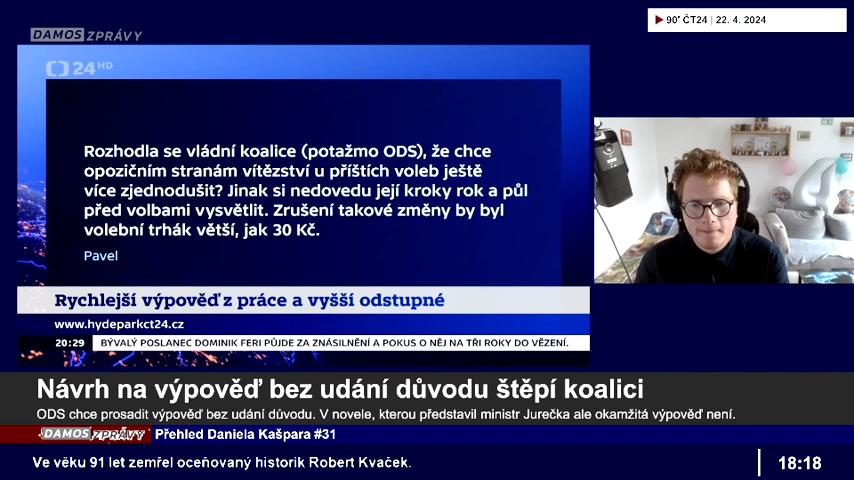 90' ČT24 | 22. 4. 2024
DAMOS ZPRÁVY
24 HD
Rozhodla se vládní koalice (potažmo ODS), že chce
opozičním stranám vítězství u příštích voleb ještě
více zjednodušit? Jinak si nedovedu její kroky rok a půl
před volbami vysvětlit. Zrušení takové změny by byl
volební trhák větší, jak 30 Kč.
Pavel
Rychlejší výpověď z práce a vyšší odstupné
www.hydeparkct24.cz
20:29 BÝVALÝ POSLANEC DOMINIK FERI PŮJDE ZA ZNÁSILNĚNÍ A POKUS O NĚJ NA TŘI ROKY DO VĚZENÍ.
Návrh na výpověď bez udání důvodu štěpí koalici
ODS chce prosadit výpověď bez udání důvodu. V novele, kterou představil ministr Jurečka ale okamžitá výpověď není.
DAMOS ZPRÁVY Přehled Daniela Kašpara #31
Ve věku 91 let zemřel oceňovaný historik Robert Kvaček.
18:18